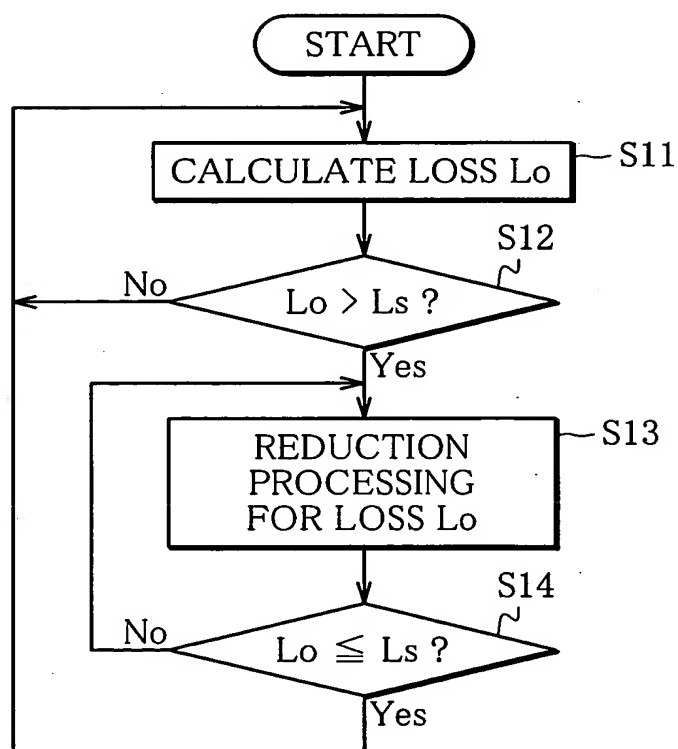 START
CALCULATE LOSS Lo
S11
S12
No
Lo > Ls ?
Yes
REDUCTION
PROCESSING
FOR LOSS Lo
S13
S14
No
Lo ≦ Ls ?
Yes